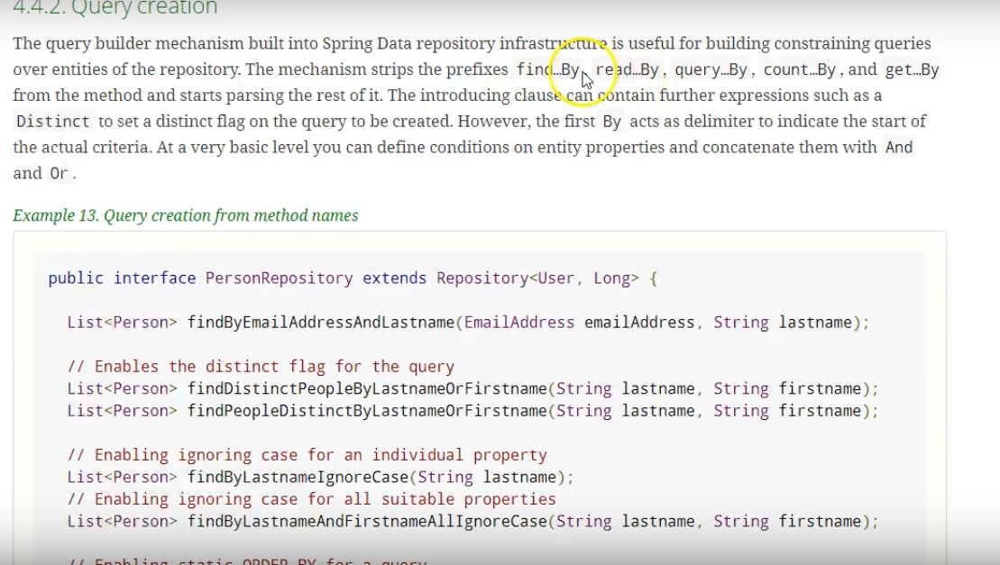 4.4.2. Query creation
The query builder mechanism built into Spring Data repository infrastructure is useful for building constraining queries
over entities of the repository. The mechanism strips the prefixes find…By, read…By, query…By, count…By, and get…By
from the method and starts parsing the rest of it. The introducing clause can contain further expressions such as a
Distinct to set a distinct flag on the query to be created. However, the first By acts as delimiter to indicate the start of
the actual criteria. At a very basic level you can define conditions on entity properties and concatenate them with And
and Or.
Example 13. Query creation from method names
public interface PersonRepository extends Repository<User, Long> {
List<Person> findByEmailAddressAndLastname(EmailAddress emailAddress, String lastname);
// Enables the distinct flag for the query
List<Person> findDistinctPeopleByLastnameOrFirstname(String lastname, String firstname);
List<Person> findPeopleDistinctByLastnameOrFirstname(String lastname, String firstname);
// Enabling ignoring case for an individual property
List<Person> findByLastnameIgnoreCase(String lastname);
// Enabling ignoring case for all suitable properties
List<Person> findByLastnameAndFirstnameAllIgnoreCase(String lastname, String firstname);
// Enabling static ORDER BY for a query